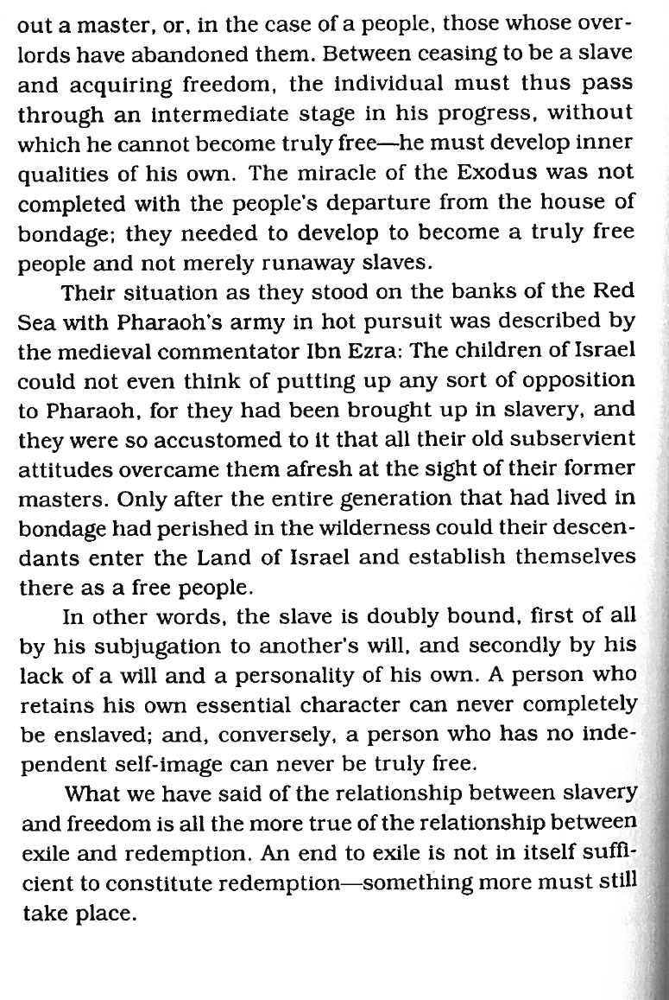 out a master, or, in the case of a people, those whose over-
lords have abandoned them. Between ceasing to be a slave
and acquiring freedom, the individual must thus pass
through an intermediate stage in his progress, without
which he cannot become truly free—he must develop inner
qualities of his own. The miracle of the Exodus was not
completed with the people's departure from the house of
bondage; they needed to develop to become a truly free
people and not merely runaway slaves.
Their situation as they stood on the banks of the Red
Sea with Pharaoh's army in hot pursuit was described by
the medieval commentator Ibn Ezra: The children of Israel
could not even think of putting up any sort of opposition
to Pharaoh, for they had been brought up in slavery, and
they were so accustomed to it that all their old subservient
attitudes overcame them afresh at the sight of their former
masters. Only after the entire generation that had lived in
bondage had perished in the wilderness could their descen-
dants enter the Land of Israel and establish themselves
there as a free people.
In other words, the slave is doubly bound, first of all
by his subjugation to another's will, and secondly by his
lack of a will and a personality of his own. A person who
retains his own essential character can never completely
be enslaved; and, conversely, a person who has no inde-
pendent self-image can never be truly free.
What we have said of the relationship between slavery
and freedom is all the more true of the relationship between
exile and redemption. An end to exile is not in itself suffi-
cient to constitute redemption—something more must still
take place.